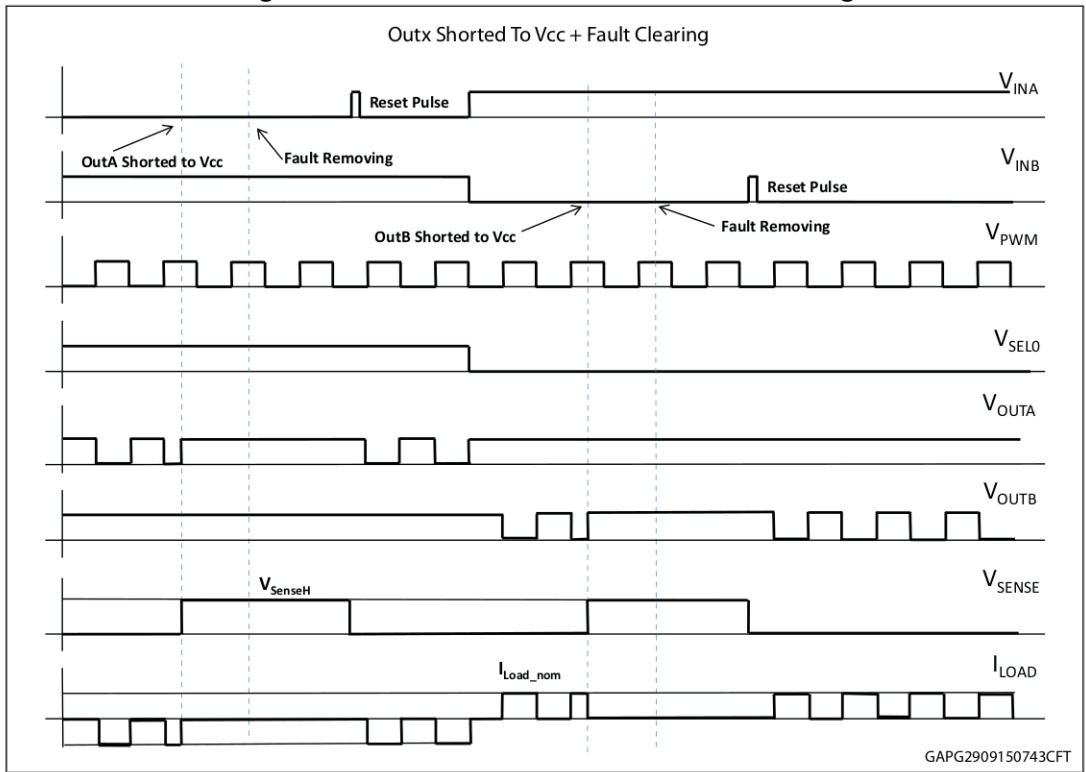 Outx Shorted To Vcc + Fault Clearing
VINA
Reset Pulse
OutA Shorted to Vcc
Fault Removing
VINB
Reset Pulse
OutB Shorted to Vcc
Fault Removing
VPWM
VSEL0
VOUTA
VOUTB
VSenseH
VSENSE
ILoad_nom
ILOAD
GAPG2909150743CFT